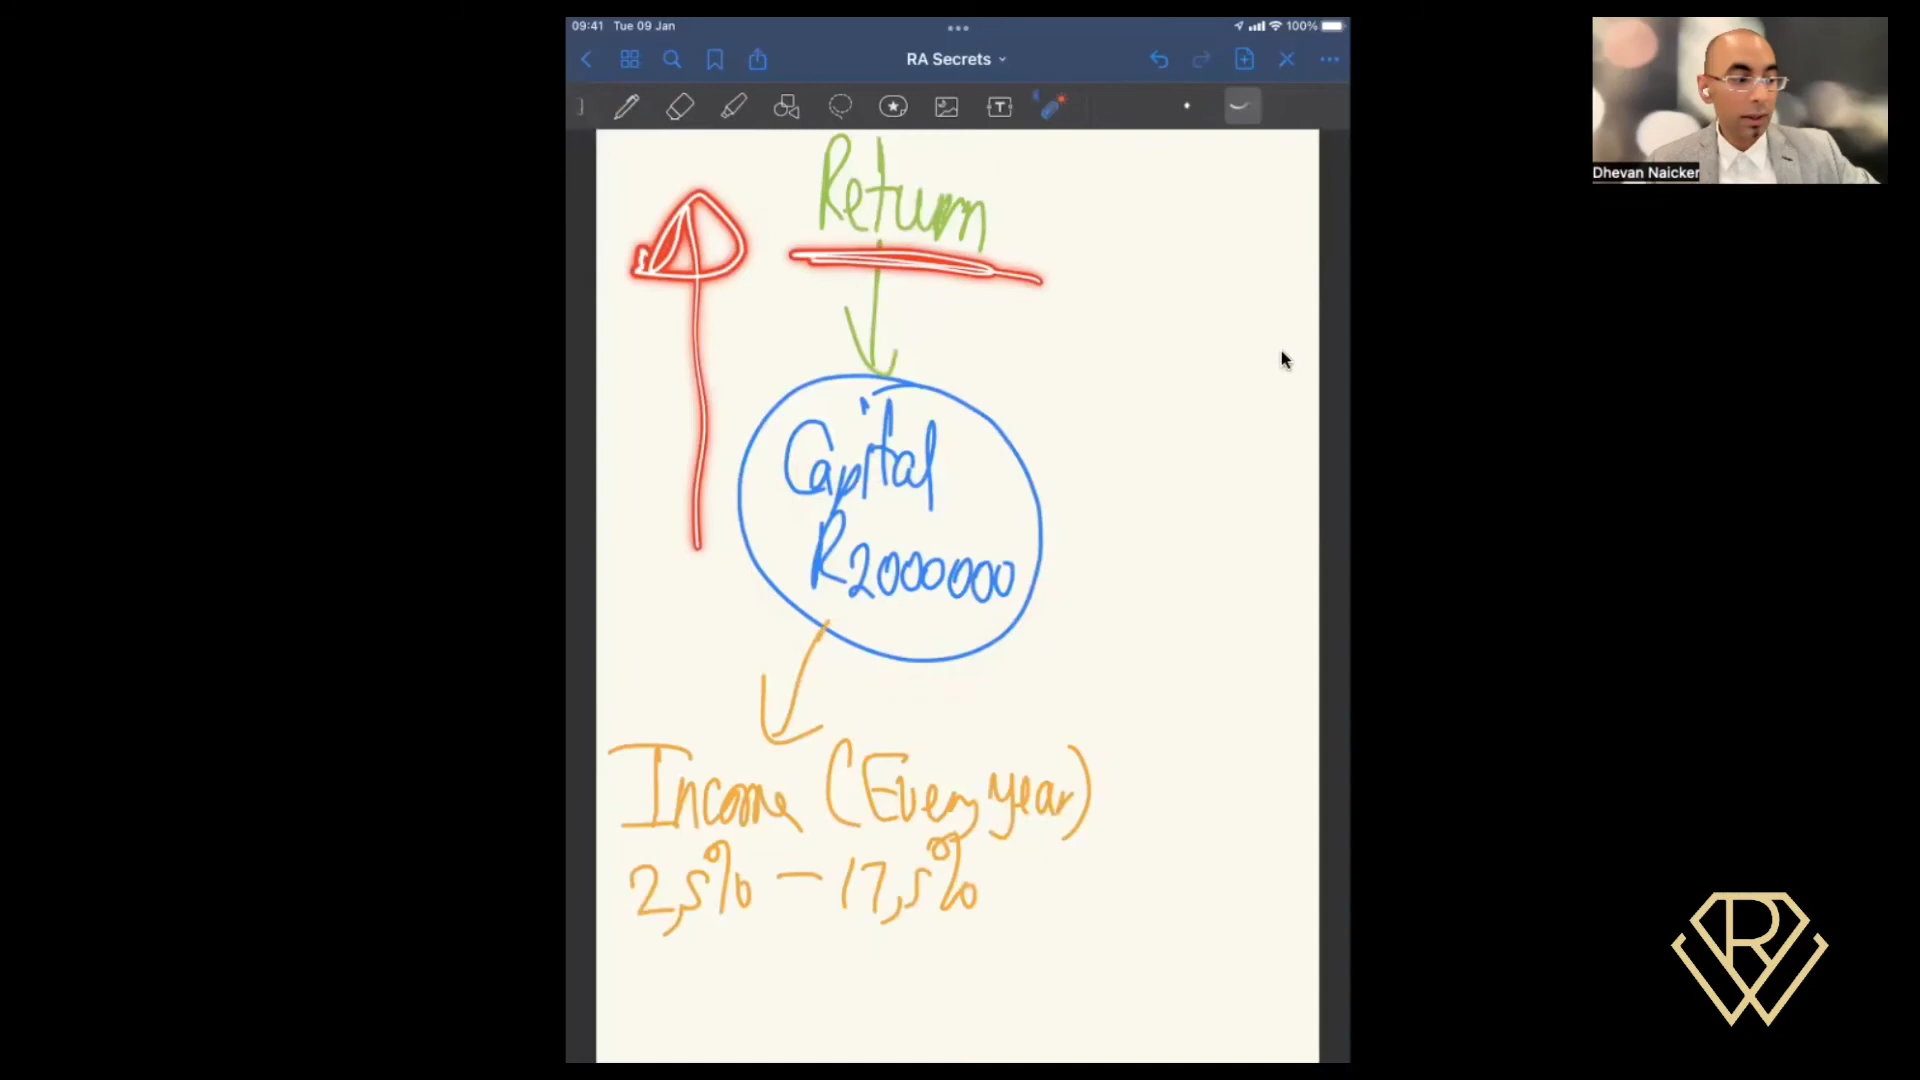 09:41 Tue 09 Jan
100%
RA Secrets
Return
Capital
R2000000
Income (Every year)
2,5% - 17,5%
Dhevan Naicker
RW